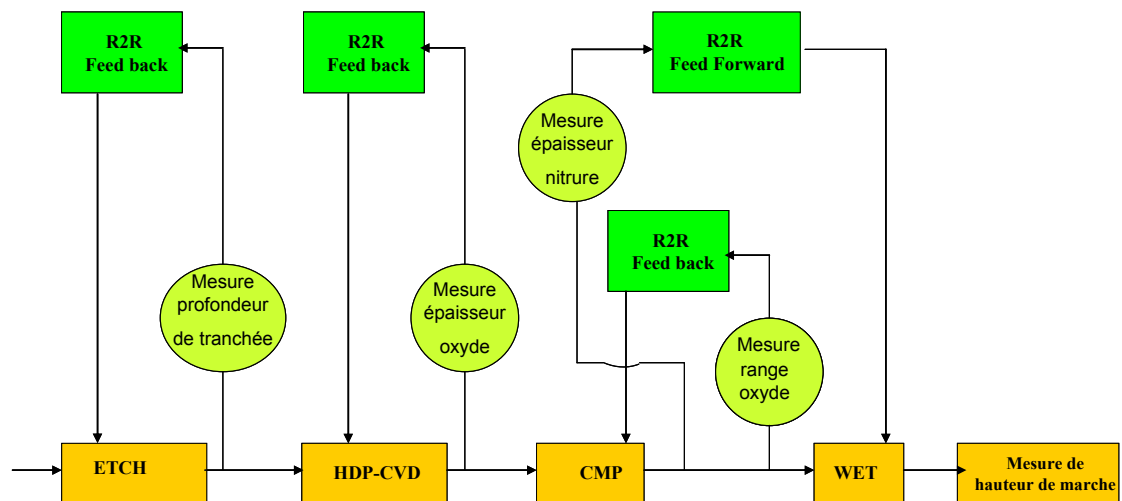 R2R
Feed back
R2R
Feed back
R2R
Feed Forward
Mesure
épaisseur
nitrure
R2R
Feed back
Mesure
profondeur
de tranchée
Mesure
épaisseur
oxyde
Mesure
range
oxyde
ETCH
HDP-CVD
CMP
WET
Mesure de
hauteur de marche